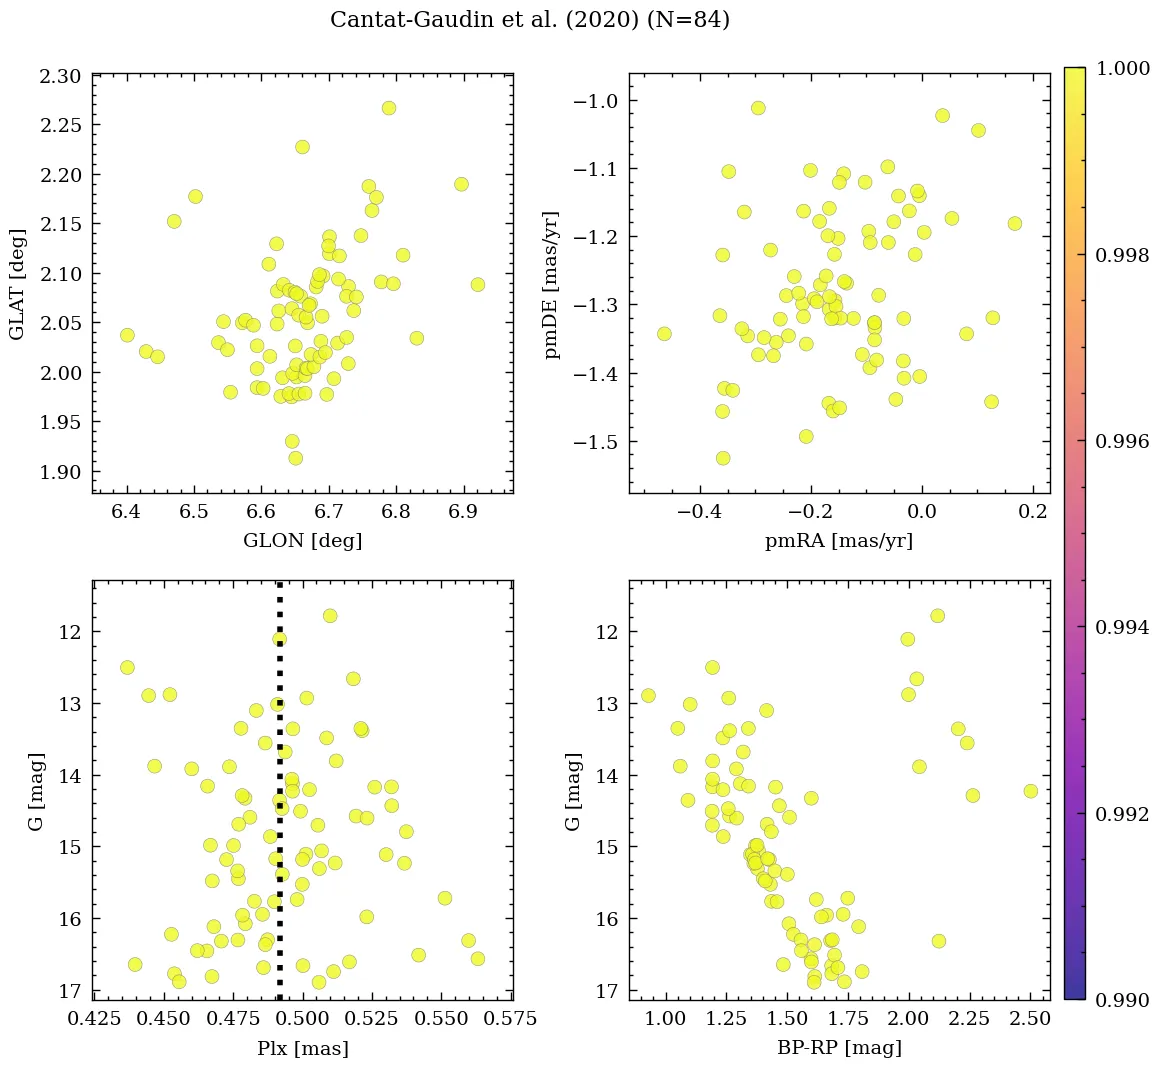 Cantat-Gaudin et al. (2020) (N=84)
2.30
2.25
2.20
2.15
2.10
2.05
2.00
1.95
1.90
GLAT [deg]
6.4 6.5 6.6 6.7 6.8 6.9
GLON [deg]
−1.0
−1.1
−1.2
−1.3
−1.4
−1.5
pmDE [mas/yr]
−0.4 −0.2 0.0 0.2
pmRA [mas/yr]
1.000
0.998
0.996
0.994
0.992
0.990
12
13
14
15
16
17
G [mag]
0.425 0.450 0.475 0.500 0.525 0.550 0.575
Plx [mas]
12
13
14
15
16
17
G [mag]
1.00 1.25 1.50 1.75 2.00 2.25 2.50
BP-RP [mag]